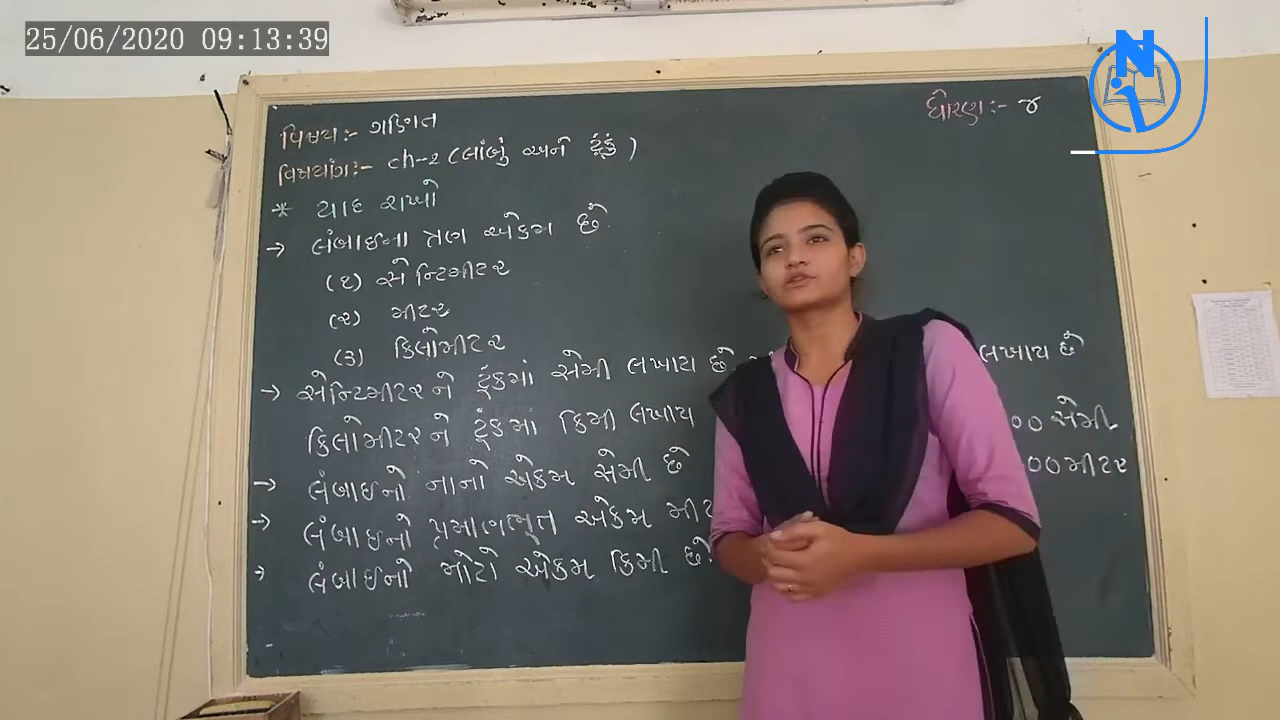 25/06/2020 09:13:39
ધોરણ:- ૪
વિષય:- ગણિત
વિષયાંગ:- ch-2 (લાંબું અને ટૂંકું)
* યાદ રાખો
→ લંબાઈના ત્રણ એકમ છે
(૧) સેન્ટિમીટર
(૨) મીટર
(૩) કિલોમીટર
→ સેન્ટિમીટરને ટૂંકમાં સેમી લખાય છે લખાય છે
કિલોમીટરને ટૂંકમાં કિમી લખાય ૦૦ સેમી
→ લંબાઈનો નાનો એકમ સેમી છે ૦૦ મીટર
→ લંબાઈનો પ્રમાણભૂત એકમ મીટ
→ લંબાઈનો મોટો એકમ કિમી છે